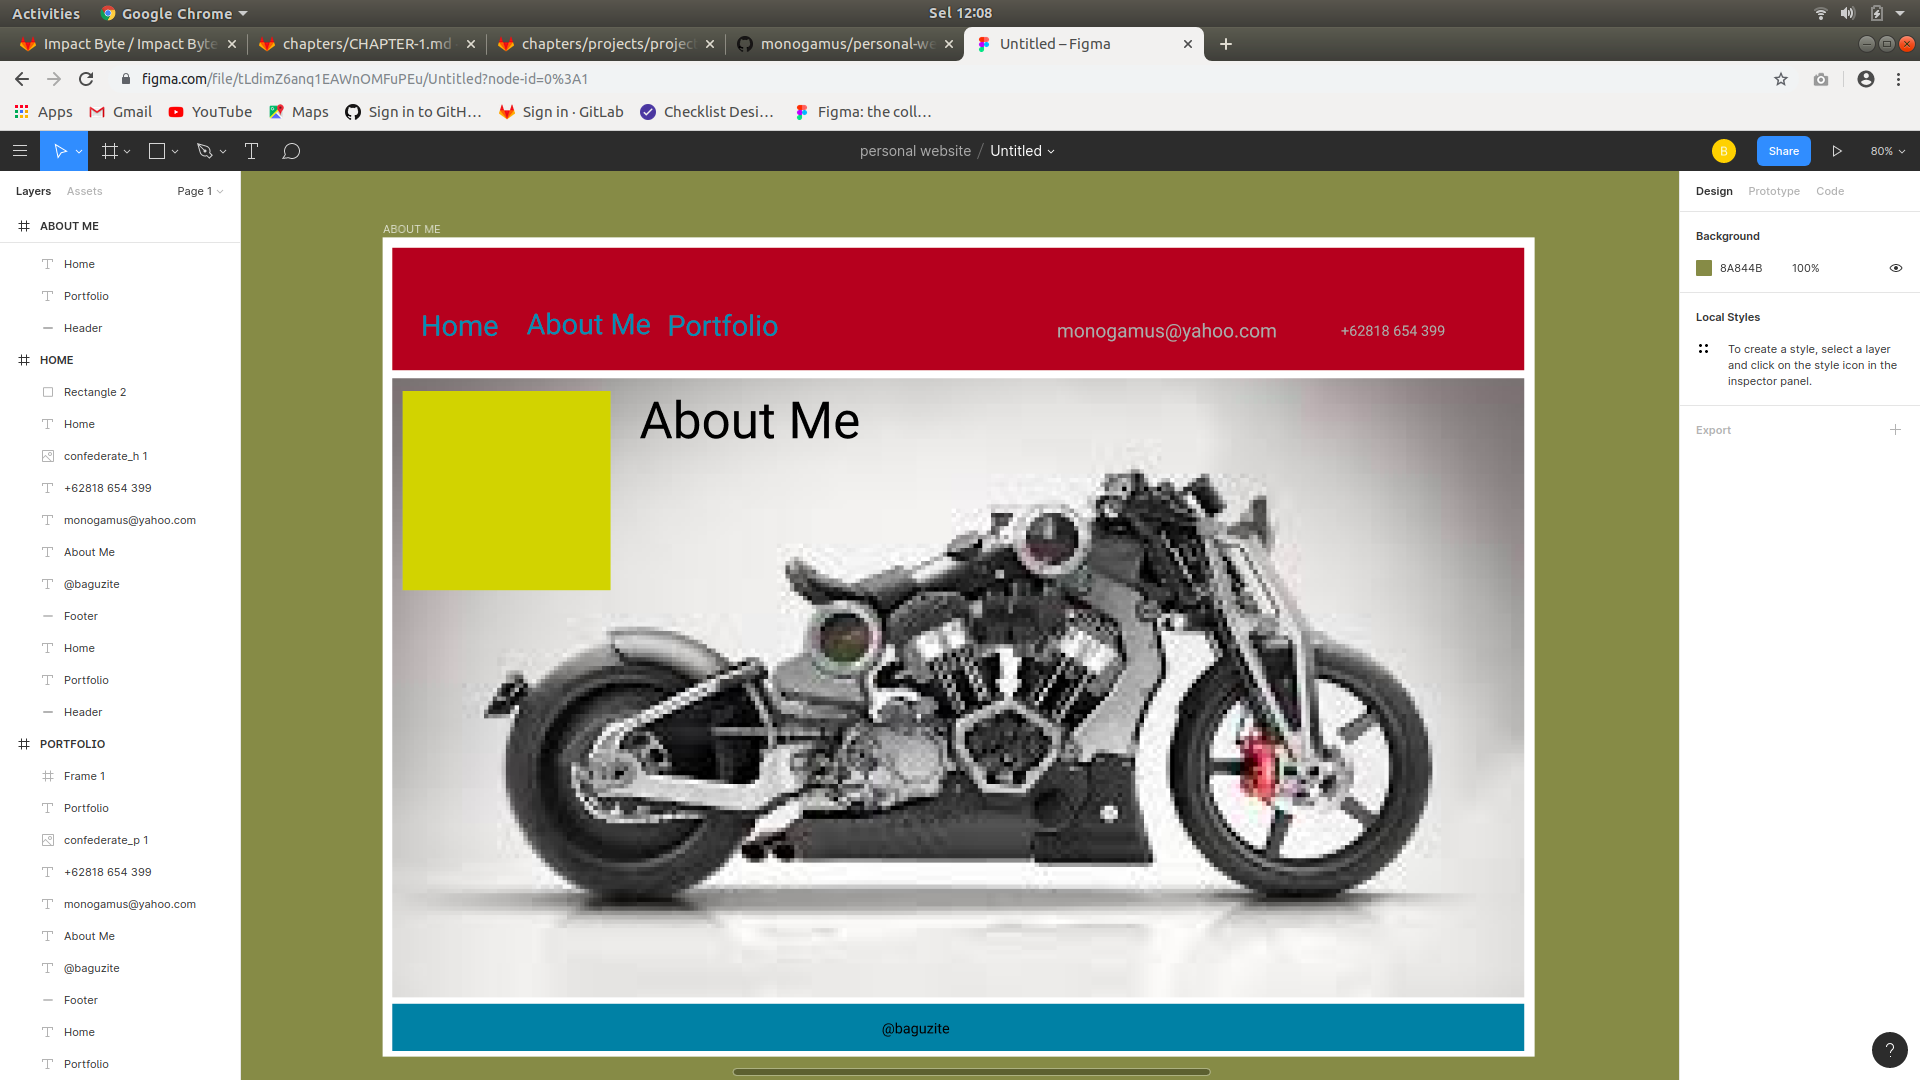 Activities Google Chrome Sel 12:08
Impact Byte / Impact Byte chapters/CHAPTER-1.md chapters/projects/projec monogamus/personal-we Untitled – Figma
figma.com/file/tLdimZ6anq1EAWnOMFuPEu/Untitled?node-id=0%3A1
Apps Gmail YouTube Maps Sign in to GitH… Sign in · GitLab Checklist Desi… Figma: the coll…
personal website / Untitled B Share 80%
Layers Assets Page 1
ABOUT ME
Home
Portfolio
Header
HOME
Rectangle 2
Home
confederate_h 1
+62818 654 399
monogamus@yahoo.com
About Me
@baguzite
Footer
Home
Portfolio
Header
PORTFOLIO
Frame 1
Portfolio
confederate_p 1
+62818 654 399
monogamus@yahoo.com
About Me
@baguzite
Footer
Home
Portfolio
ABOUT ME
Home About Me Portfolio monogamus@yahoo.com +62818 654 399
About Me
@baguzite
Design Prototype Code
Background
8A844B 100%
Local Styles
To create a style, select a layer
and click on the style icon in the
inspector panel.
Export
?